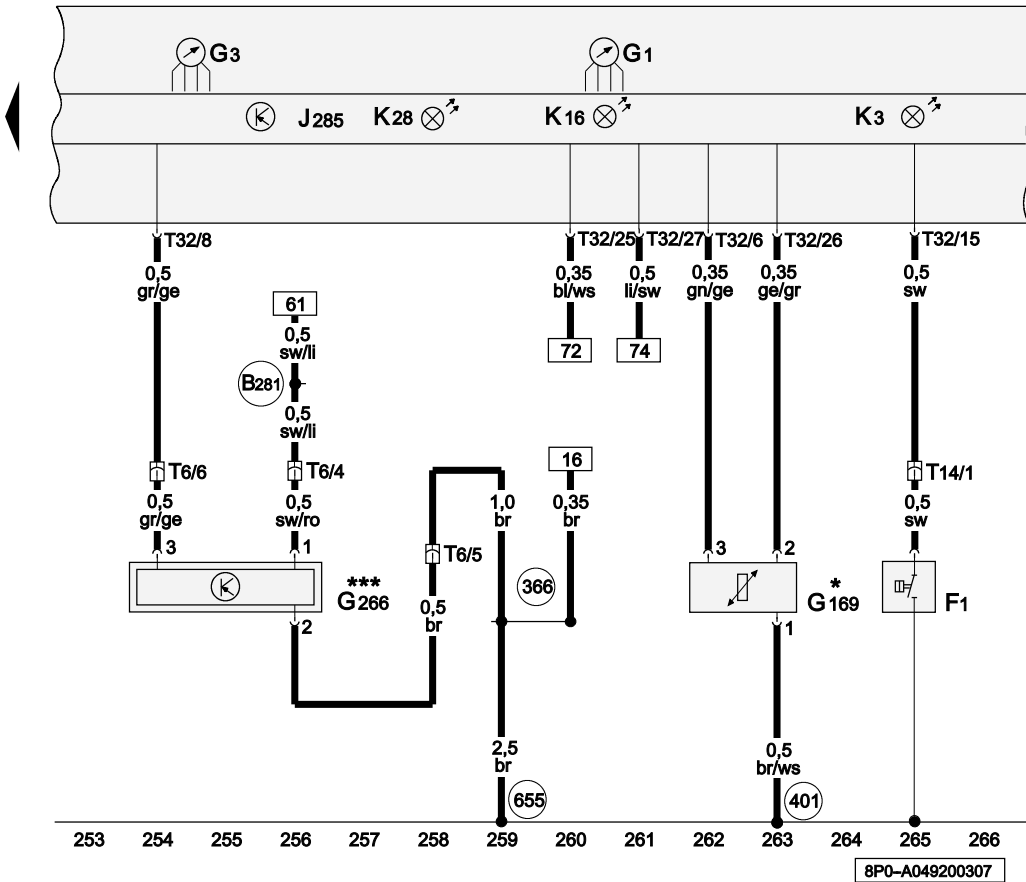 G3 G1
J285 K28 K16 K3
T32/8 T32/25 T32/27 T32/6 T32/26 T32/15
0,5 0,35 0,5 0,35 0,35 0,5
gr/ge bl/ws li/sw gn/ge ge/gr sw
61
0,5
sw/li
72 74
B281
0,5
sw/li
16
T6/6 T6/4 T14/1
0,5 0,5 1,0 0,35 0,5
gr/ge sw/ro br br sw
3 1 T6/5 3 2
366
*** *
G266 G169 F1
0,5
br
2 1
2,5 0,5
br br/ws
655 401
253 254 255 256 257 258 259 260 261 262 263 264 265 266
8P0-A049200307